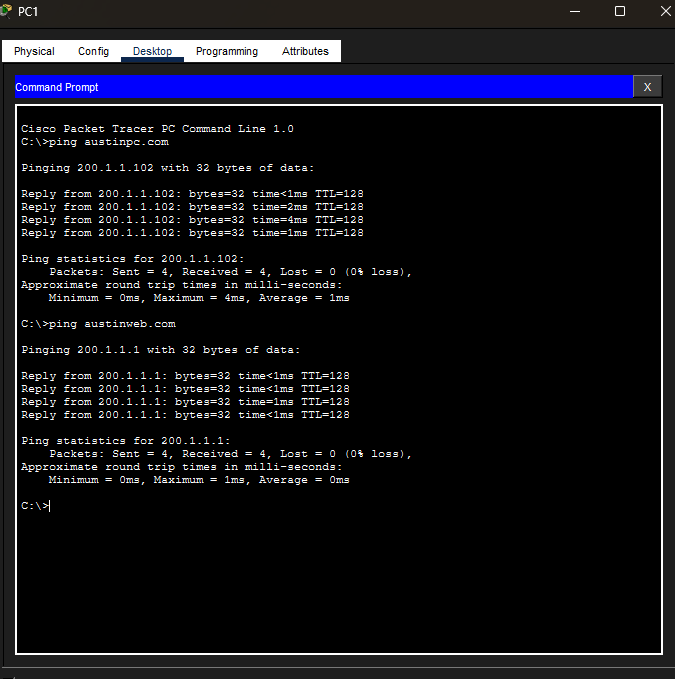 PC1
Physical Config Desktop Programming Attributes
Command Prompt X
Cisco Packet Tracer PC Command Line 1.0
C:\>ping austinpc.com
Pinging 200.1.1.102 with 32 bytes of data:
Reply from 200.1.1.102: bytes=32 time<1ms TTL=128
Reply from 200.1.1.102: bytes=32 time=2ms TTL=128
Reply from 200.1.1.102: bytes=32 time=4ms TTL=128
Reply from 200.1.1.102: bytes=32 time=1ms TTL=128
Ping statistics for 200.1.1.102:
    Packets: Sent = 4, Received = 4, Lost = 0 (0% loss),
Approximate round trip times in milli-seconds:
    Minimum = 0ms, Maximum = 4ms, Average = 1ms
C:\>ping austinweb.com
Pinging 200.1.1.1 with 32 bytes of data:
Reply from 200.1.1.1: bytes=32 time<1ms TTL=128
Reply from 200.1.1.1: bytes=32 time<1ms TTL=128
Reply from 200.1.1.1: bytes=32 time=1ms TTL=128
Reply from 200.1.1.1: bytes=32 time<1ms TTL=128
Ping statistics for 200.1.1.1:
    Packets: Sent = 4, Received = 4, Lost = 0 (0% loss),
Approximate round trip times in milli-seconds:
    Minimum = 0ms, Maximum = 1ms, Average = 0ms
C:\>